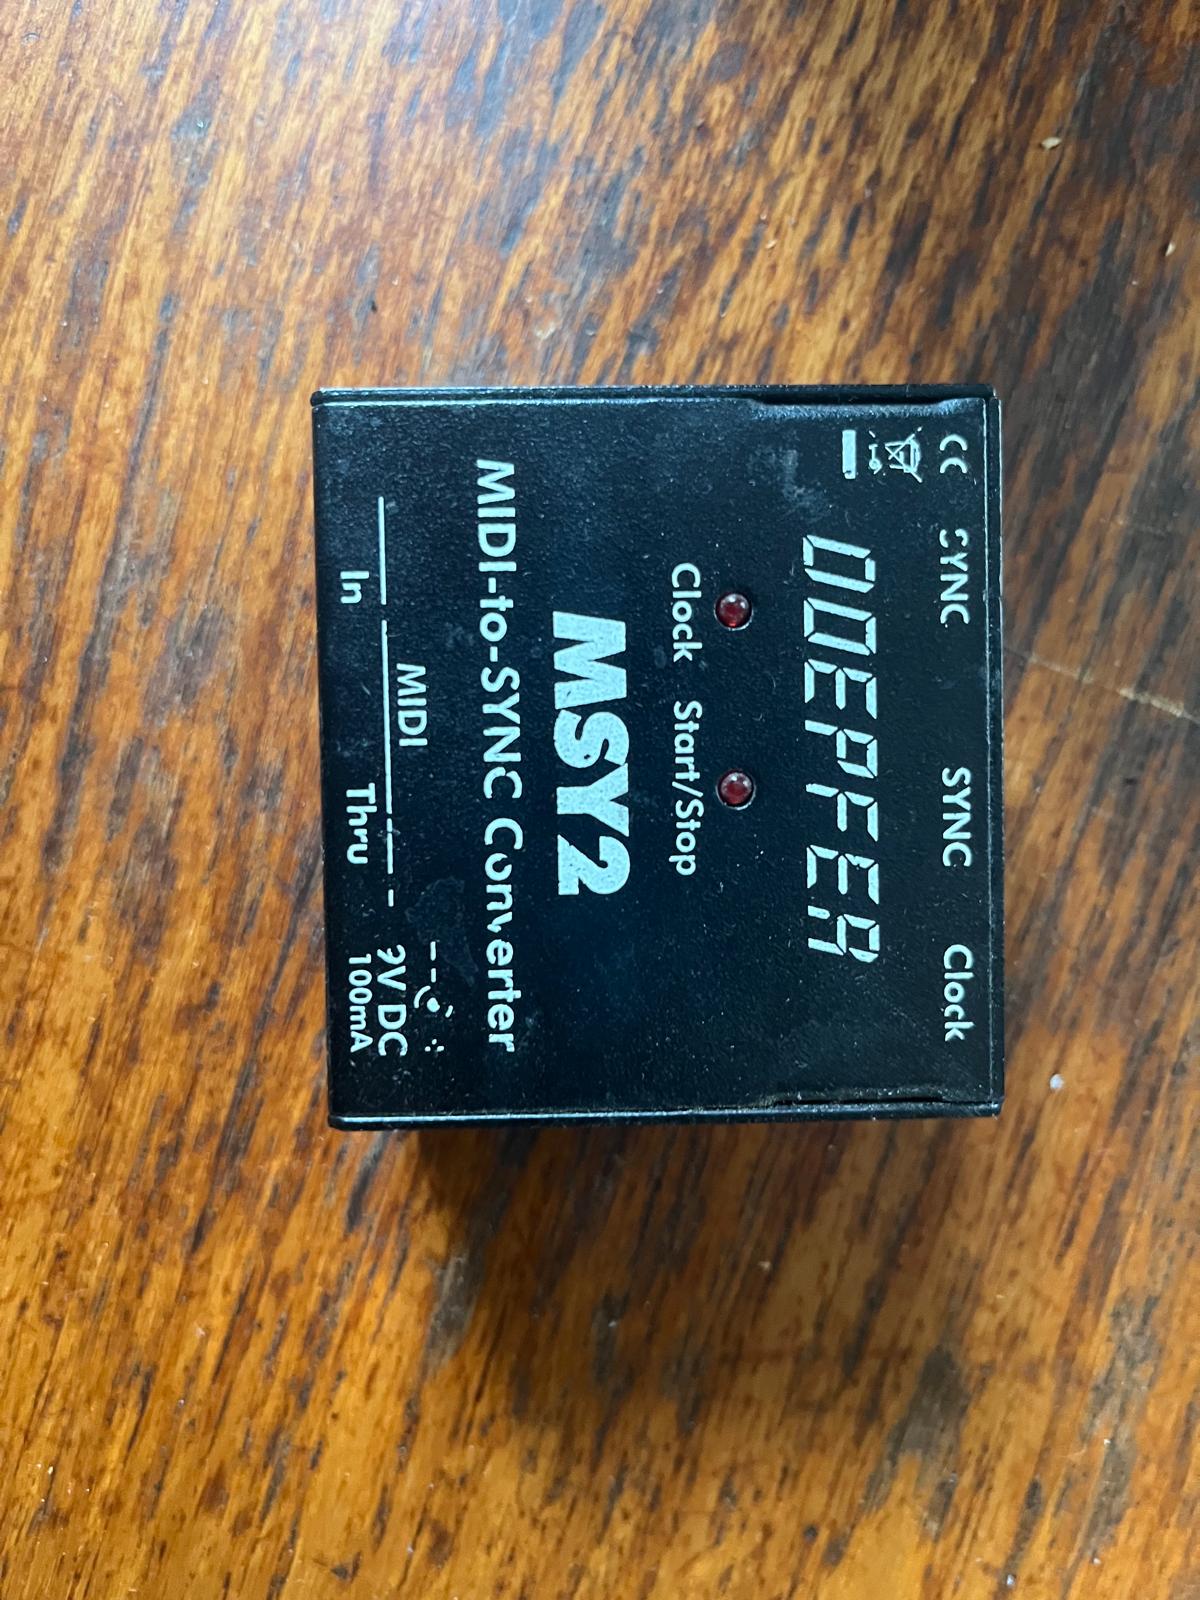 CE SYNC SYNC Clock
DOEPFER
Clock Start/Stop
MSY2
MIDI-to-SYNC Converter
MIDI
In Thru
9V DC
100mA